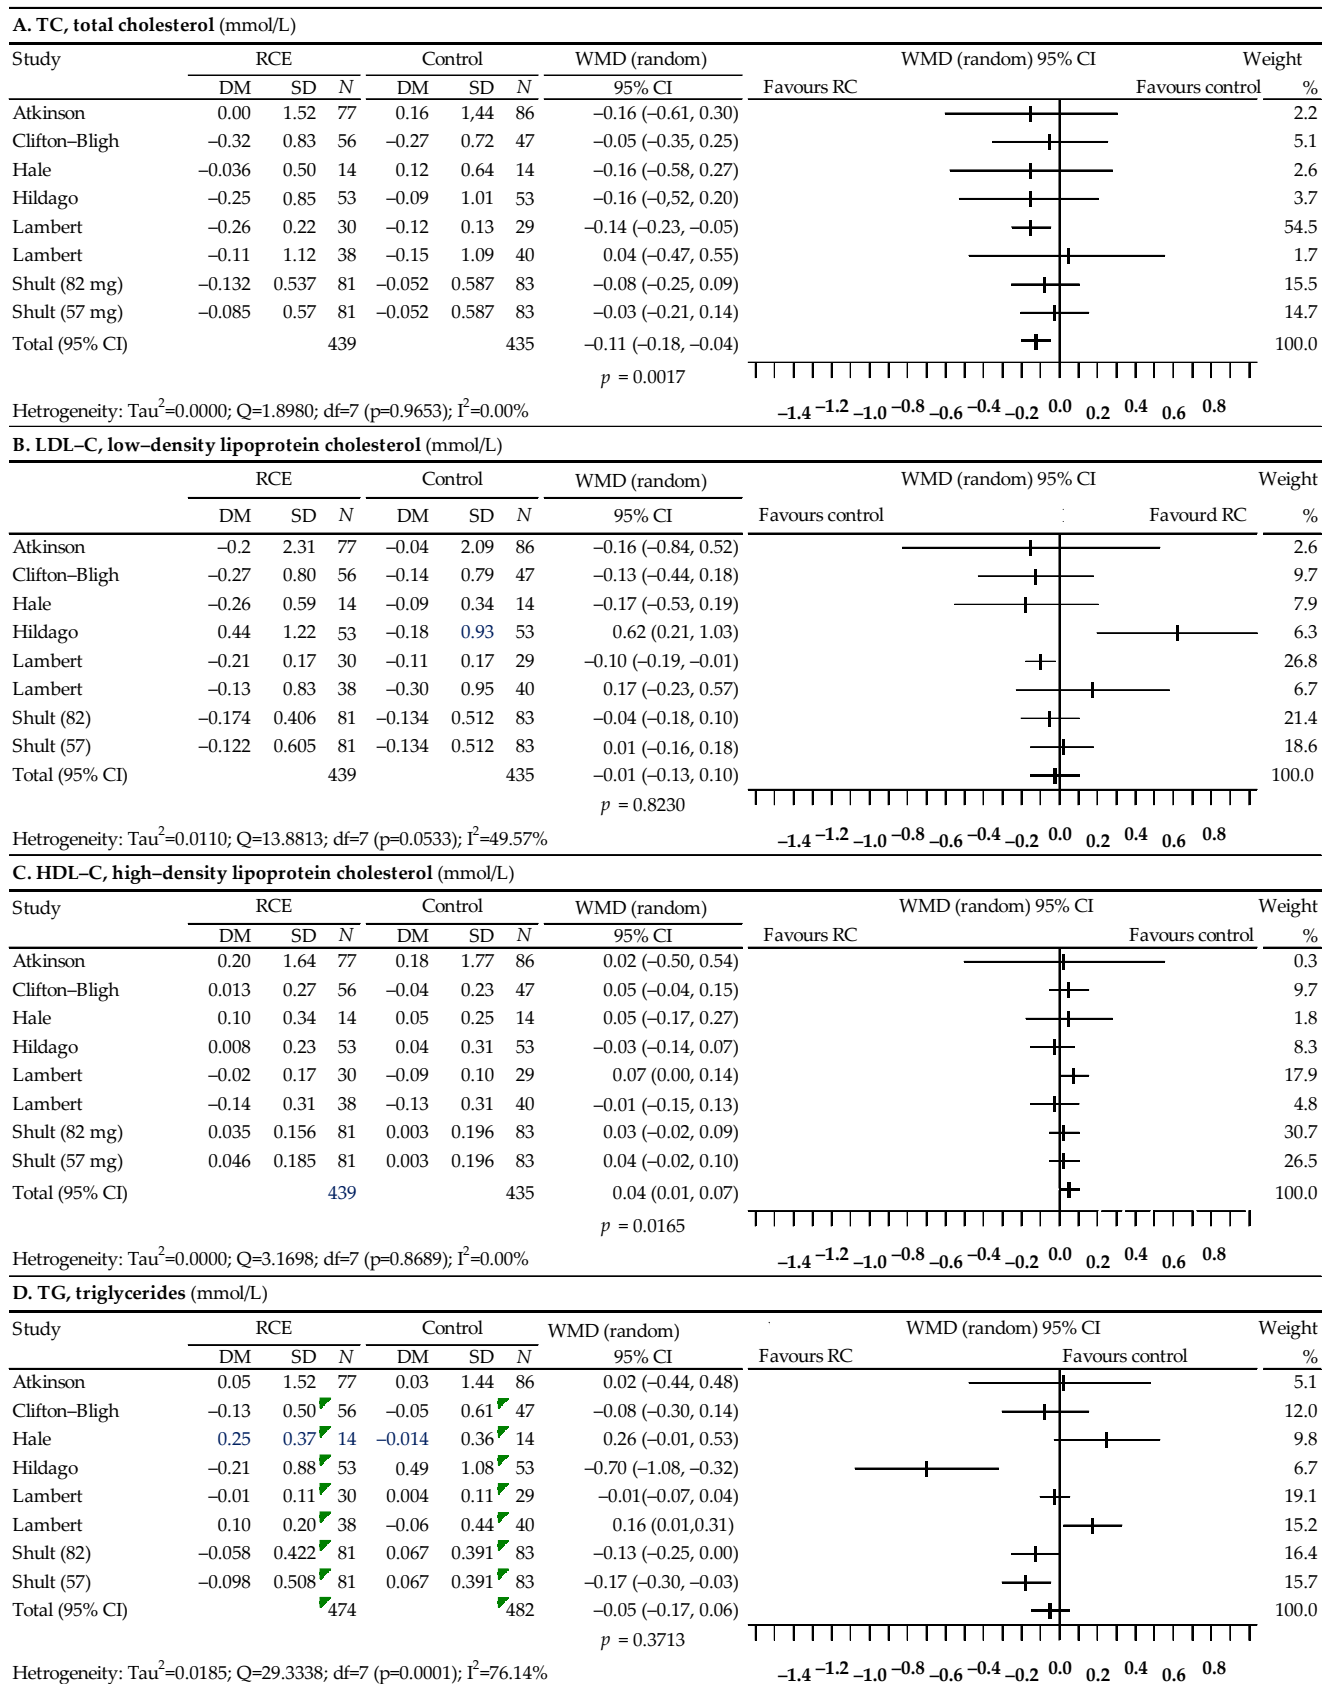 A. TC, total cholesterol (mmol/L)
Study RCE Control WMD (random) WMD (random) 95% CI Weight
DM SD N DM SD N 95% CI Favours RC Favours control %
Atkinson 0.00 1.52 77 0.16 1,44 86 –0.16 (–0.61, 0.30) 2.2
Clifton–Bligh –0.32 0.83 56 –0.27 0.72 47 –0.05 (–0.35, 0.25) 5.1
Hale –0.036 0.50 14 0.12 0.64 14 –0.16 (–0.58, 0.27) 2.6
Hildago –0.25 0.85 53 –0.09 1.01 53 –0.16 (–0,52, 0.20) 3.7
Lambert –0.26 0.22 30 –0.12 0.13 29 –0.14 (–0.23, –0.05) 54.5
Lambert –0.11 1.12 38 –0.15 1.09 40 0.04 (–0.47, 0.55) 1.7
Shult (82 mg) –0.132 0.537 81 –0.052 0.587 83 –0.08 (–0.25, 0.09) 15.5
Shult (57 mg) –0.085 0.57 81 –0.052 0.587 83 –0.03 (–0.21, 0.14) 14.7
Total (95% CI) 439 435 –0.11 (–0.18, –0.04) 100.0
p = 0.0017
Hetrogeneity: Tau²=0.0000; Q=1.8980; df=7 (p=0.9653); I²=0.00% –1.4 –1.2 –1.0 –0.8 –0.6 –0.4 –0.2 0.0 0.2 0.4 0.6 0.8
B. LDL–C, low–density lipoprotein cholesterol (mmol/L)
RCE Control WMD (random) WMD (random) 95% CI Weight
DM SD N DM SD N 95% CI Favours control Favourd RC %
Atkinson –0.2 2.31 77 –0.04 2.09 86 –0.16 (–0.84, 0.52) 2.6
Clifton–Bligh –0.27 0.80 56 –0.14 0.79 47 –0.13 (–0.44, 0.18) 9.7
Hale –0.26 0.59 14 –0.09 0.34 14 –0.17 (–0.53, 0.19) 7.9
Hildago 0.44 1.22 53 –0.18 0.93 53 0.62 (0.21, 1.03) 6.3
Lambert –0.21 0.17 30 –0.11 0.17 29 –0.10 (–0.19, –0.01) 26.8
Lambert –0.13 0.83 38 –0.30 0.95 40 0.17 (–0.23, 0.57) 6.7
Shult (82) –0.174 0.406 81 –0.134 0.512 83 –0.04 (–0.18, 0.10) 21.4
Shult (57) –0.122 0.605 81 –0.134 0.512 83 0.01 (–0.16, 0.18) 18.6
Total (95% CI) 439 435 –0.01 (–0.13, 0.10) 100.0
p = 0.8230
Hetrogeneity: Tau²=0.0110; Q=13.8813; df=7 (p=0.0533); I²=49.57% –1.4 –1.2 –1.0 –0.8 –0.6 –0.4 –0.2 0.0 0.2 0.4 0.6 0.8
C. HDL–C, high–density lipoprotein cholesterol (mmol/L)
Study RCE Control WMD (random) WMD (random) 95% CI Weight
DM SD N DM SD N 95% CI Favours RC Favours control %
Atkinson 0.20 1.64 77 0.18 1.77 86 0.02 (–0.50, 0.54) 0.3
Clifton–Bligh 0.013 0.27 56 –0.04 0.23 47 0.05 (–0.04, 0.15) 9.7
Hale 0.10 0.34 14 0.05 0.25 14 0.05 (–0.17, 0.27) 1.8
Hildago 0.008 0.23 53 0.04 0.31 53 –0.03 (–0.14, 0.07) 8.3
Lambert –0.02 0.17 30 –0.09 0.10 29 0.07 (0.00, 0.14) 17.9
Lambert –0.14 0.31 38 –0.13 0.31 40 –0.01 (–0.15, 0.13) 4.8
Shult (82 mg) 0.035 0.156 81 0.003 0.196 83 0.03 (–0.02, 0.09) 30.7
Shult (57 mg) 0.046 0.185 81 0.003 0.196 83 0.04 (–0.02, 0.10) 26.5
Total (95% CI) 439 435 0.04 (0.01, 0.07) 100.0
p = 0.0165
Hetrogeneity: Tau²=0.0000; Q=3.1698; df=7 (p=0.8689); I²=0.00% –1.4 –1.2 –1.0 –0.8 –0.6 –0.4 –0.2 0.0 0.2 0.4 0.6 0.8
D. TG, triglycerides (mmol/L)
Study RCE Control WMD (random) WMD (random) 95% CI Weight
DM SD N DM SD N 95% CI Favours RC Favours control %
Atkinson 0.05 1.52 77 0.03 1.44 86 0.02 (–0.44, 0.48) 5.1
Clifton–Bligh –0.13 0.50 56 –0.05 0.61 47 –0.08 (–0.30, 0.14) 12.0
Hale 0.25 0.37 14 –0.014 0.36 14 0.26 (–0.01, 0.53) 9.8
Hildago –0.21 0.88 53 0.49 1.08 53 –0.70 (–1.08, –0.32) 6.7
Lambert –0.01 0.11 30 0.004 0.11 29 –0.01(–0.07, 0.04) 19.1
Lambert 0.10 0.20 38 –0.06 0.44 40 0.16 (0.01,0.31) 15.2
Shult (82) –0.058 0.422 81 0.067 0.391 83 –0.13 (–0.25, 0.00) 16.4
Shult (57) –0.098 0.508 81 0.067 0.391 83 –0.17 (–0.30, –0.03) 15.7
Total (95% CI) 474 482 –0.05 (–0.17, 0.06) 100.0
p = 0.3713
Hetrogeneity: Tau²=0.0185; Q=29.3338; df=7 (p=0.0001); I²=76.14% –1.4 –1.2 –1.0 –0.8 –0.6 –0.4 –0.2 0.0 0.2 0.4 0.6 0.8